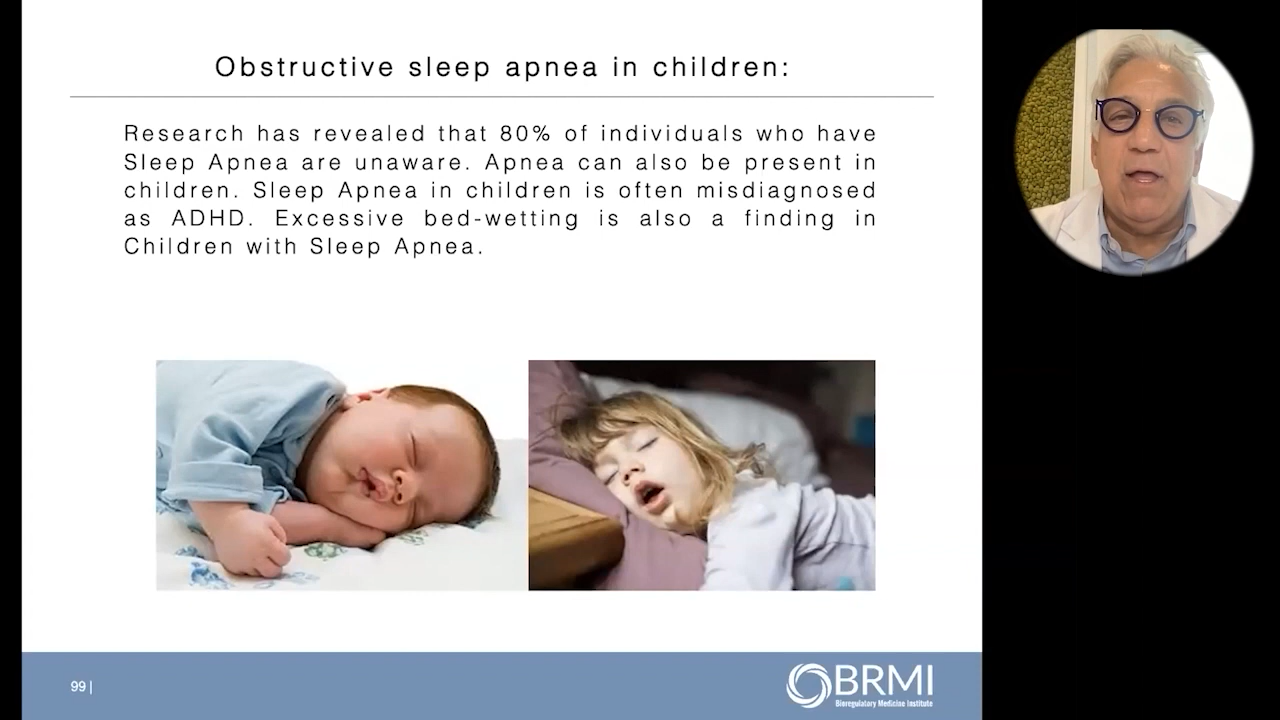 Obstructive sleep apnea in children:
Research has revealed that 80% of individuals who have
Sleep Apnea are unaware. Apnea can also be present in
children. Sleep Apnea in children is often misdiagnosed
as ADHD. Excessive bed-wetting is also a finding in
Children with Sleep Apnea.
99 |
BRMI
Bioregulatory Medicine Institute